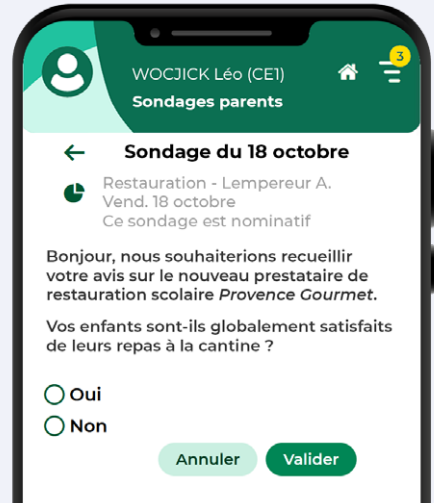 3
WOCJICK Léo (CE1)
Sondages parents
Sondage du 18 octobre
Restauration - Lempereur A.
Vend. 18 octobre
Ce sondage est nominatif
Bonjour, nous souhaiterions recueillir
votre avis sur le nouveau prestataire de
restauration scolaire Provence Gourmet.
Vos enfants sont-ils globalement satisfaits
de leurs repas à la cantine ?
Oui
Non
Annuler Valider